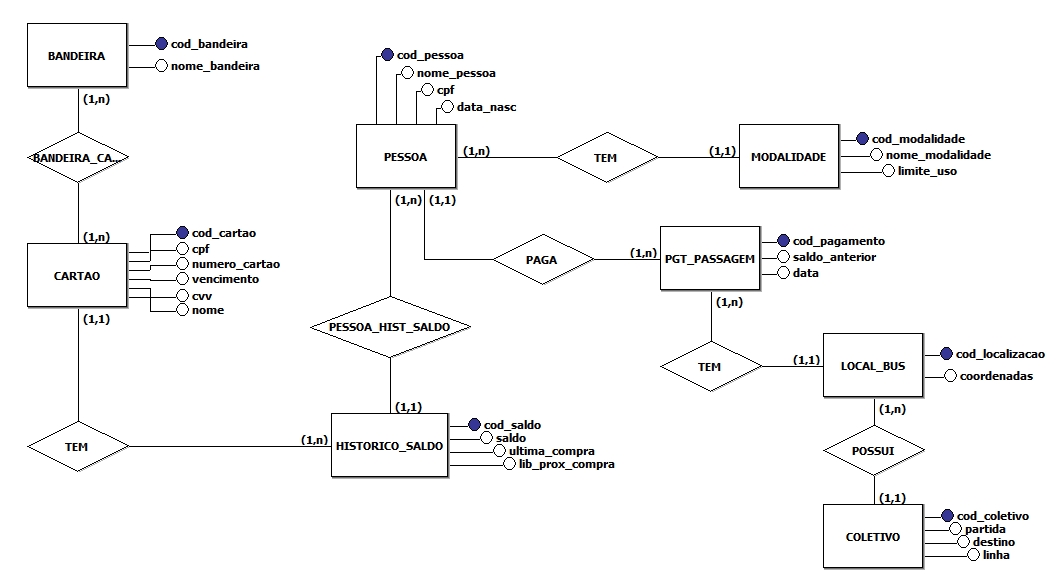 BANDEIRA
cod_bandeira
nome_bandeira
(1,n)
BANDEIRA_CA...
(1,n)
CARTAO
cod_cartao
cpf
numero_cartao
vencimento
cvv
nome
(1,1)
TEM
(1,n)
cod_pessoa
nome_pessoa
cpf
data_nasc
PESSOA
(1,n)
TEM
(1,1)
MODALIDADE
cod_modalidade
nome_modalidade
limite_uso
(1,n)
(1,1)
PAGA
(1,n)
PGT_PASSAGEM
cod_pagamento
saldo_anterior
data
(1,n)
PESSOA_HIST_SALDO
(1,1)
HISTORICO_SALDO
cod_saldo
saldo
ultima_compra
lib_prox_compra
TEM
(1,1)
LOCAL_BUS
cod_localizacao
coordenadas
(1,n)
POSSUI
(1,1)
COLETIVO
cod_coletivo
partida
destino
linha